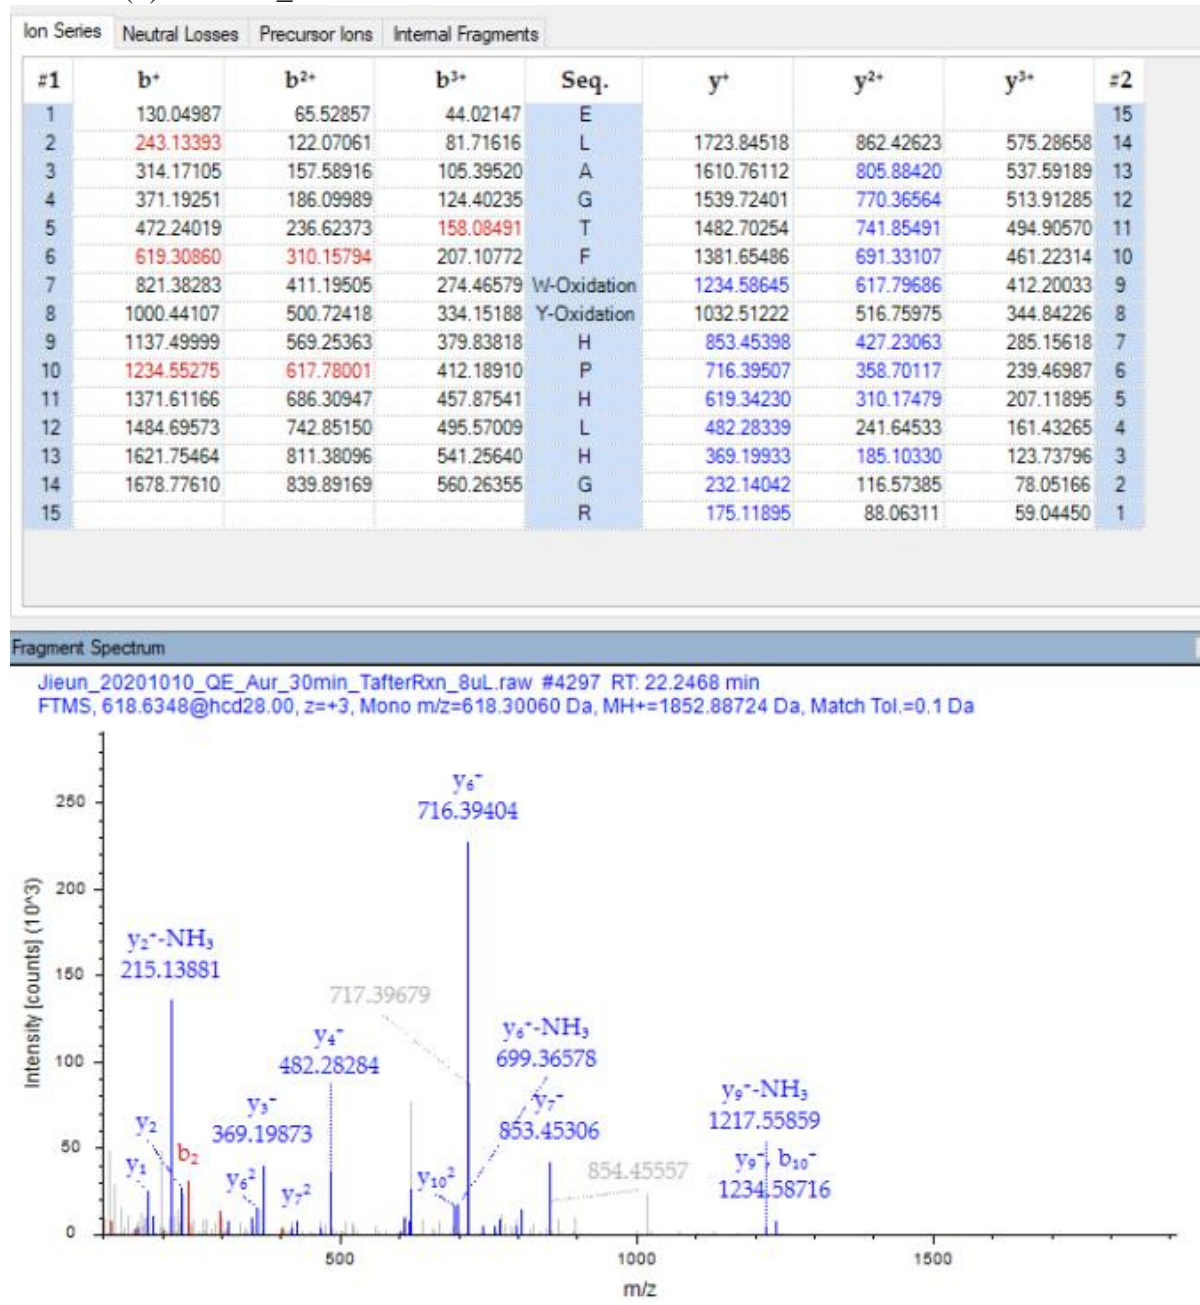 Ion Series Neutral Losses Precursor Ions Internal Fragments
#1 b⁺ b²⁺ b³⁺ Seq. y⁺ y²⁺ y³⁺ #2
1 130.04987 65.52857 44.02147 E 15
2 243.13393 122.07061 81.71616 L 1723.84518 862.42623 575.28658 14
3 314.17105 157.58916 105.39520 A 1610.76112 805.88420 537.59189 13
4 371.19251 186.09989 124.40235 G 1539.72401 770.36564 513.91285 12
5 472.24019 236.62373 158.08491 T 1482.70254 741.85491 494.90570 11
6 619.30860 310.15794 207.10772 F 1381.65486 691.33107 461.22314 10
7 821.38283 411.19505 274.46579 W-Oxidation 1234.58645 617.79686 412.20033 9
8 1000.44107 500.72418 334.15188 Y-Oxidation 1032.51222 516.75975 344.84226 8
9 1137.49999 569.25363 379.83818 H 853.45398 427.23063 285.15618 7
10 1234.55275 617.78001 412.18910 P 716.39507 358.70117 239.46987 6
11 1371.61166 686.30947 457.87541 H 619.34230 310.17479 207.11895 5
12 1484.69573 742.85150 495.57009 L 482.28339 241.64533 161.43265 4
13 1621.75464 811.38096 541.25640 H 369.19933 185.10330 123.73796 3
14 1678.77610 839.89169 560.26355 G 232.14042 116.57385 78.05166 2
15 R 175.11895 88.06311 59.04450 1
Fragment Spectrum
Jieun_20201010_QE_Aur_30min_TafterRxn_8uL.raw #4297 RT: 22.2468 min
FTMS, 618.6348@hcd28.00, z=+3, Mono m/z=618.30060 Da, MH+=1852.88724 Da, Match Tol.=0.1 Da
y₆⁺
716.39404
y₂⁺-NH₃
215.13881
717.39679
y₄⁺
482.28284
y₆⁺-NH₃
699.36578
y₃⁺
369.19873
y₇⁺
853.45306
y₉⁺-NH₃
1217.55859
y₂
b₂
y₁
y₆²
y₇²
y₁₀²
854.45557
y₉⁺, b₁₀⁺
1234.58716
Intensity [counts] (10^3)
250
200
150
100
50
0
500 1000 1500
m/z